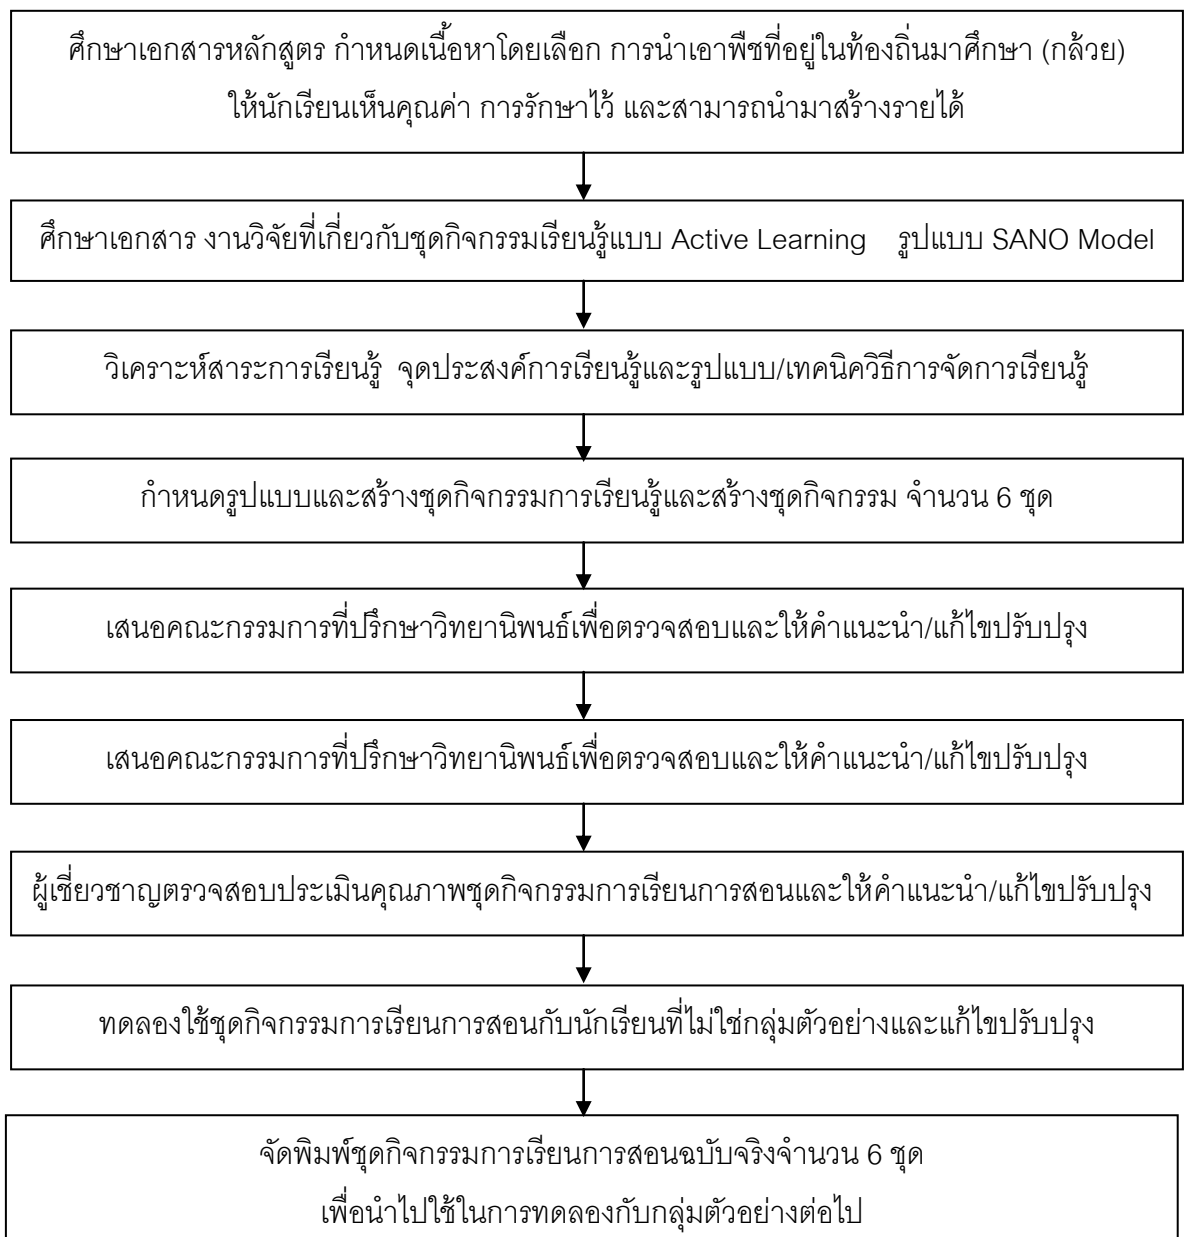 ศึกษาเอกสารหลักสูตร กำหนดเนื้อหาโดยเลือก การนำเอาพืชที่อยู่ในท้องถิ่นมาศึกษา (กล้วย)
ให้นักเรียนเห็นคุณค่า การรักษาไว้ และสามารถนำมาสร้างรายได้
ศึกษาเอกสาร งานวิจัยที่เกี่ยวกับชุดกิจกรรมเรียนรู้แบบ Active Learning รูปแบบ SANO Model
วิเคราะห์สาระการเรียนรู้ จุดประสงค์การเรียนรู้และรูปแบบ/เทคนิควิธีการจัดการเรียนรู้
กำหนดรูปแบบและสร้างชุดกิจกรรมการเรียนรู้และสร้างชุดกิจกรรม จำนวน 6 ชุด
เสนอคณะกรรมการที่ปรึกษาวิทยานิพนธ์เพื่อตรวจสอบและให้คำแนะนำ/แก้ไขปรับปรุง
เสนอคณะกรรมการที่ปรึกษาวิทยานิพนธ์เพื่อตรวจสอบและให้คำแนะนำ/แก้ไขปรับปรุง
ผู้เชี่ยวชาญตรวจสอบประเมินคุณภาพชุดกิจกรรมการเรียนการสอนและให้คำแนะนำ/แก้ไขปรับปรุง
ทดลองใช้ชุดกิจกรรมการเรียนการสอนกับนักเรียนที่ไม่ใช่กลุ่มตัวอย่างและแก้ไขปรับปรุง
จัดพิมพ์ชุดกิจกรรมการเรียนการสอนฉบับจริงจำนวน 6 ชุด
เพื่อนำไปใช้ในการทดลองกับกลุ่มตัวอย่างต่อไป